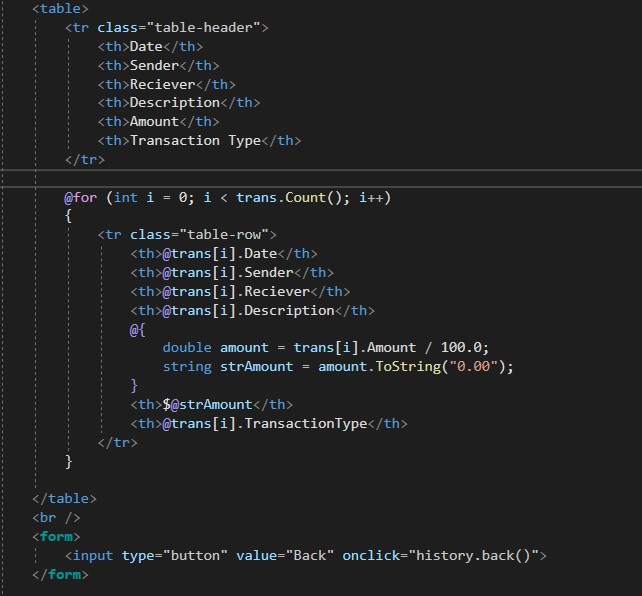 <table>
<tr class="table-header">
<th>Date</th>
<th>Sender</th>
<th>Reciever</th>
<th>Description</th>
<th>Amount</th>
<th>Transaction Type</th>
</tr>
@for (int i = 0; i < trans.Count(); i++)
{
<tr class="table-row">
<th>@trans[i].Date</th>
<th>@trans[i].Sender</th>
<th>@trans[i].Reciever</th>
<th>@trans[i].Description</th>
@{
double amount = trans[i].Amount / 100.0;
string strAmount = amount.ToString("0.00");
}
<th>$@strAmount</th>
<th>@trans[i].TransactionType</th>
</tr>
}
</table>
<br />
<form>
<input type="button" value="Back" onclick="history.back()">
</form>